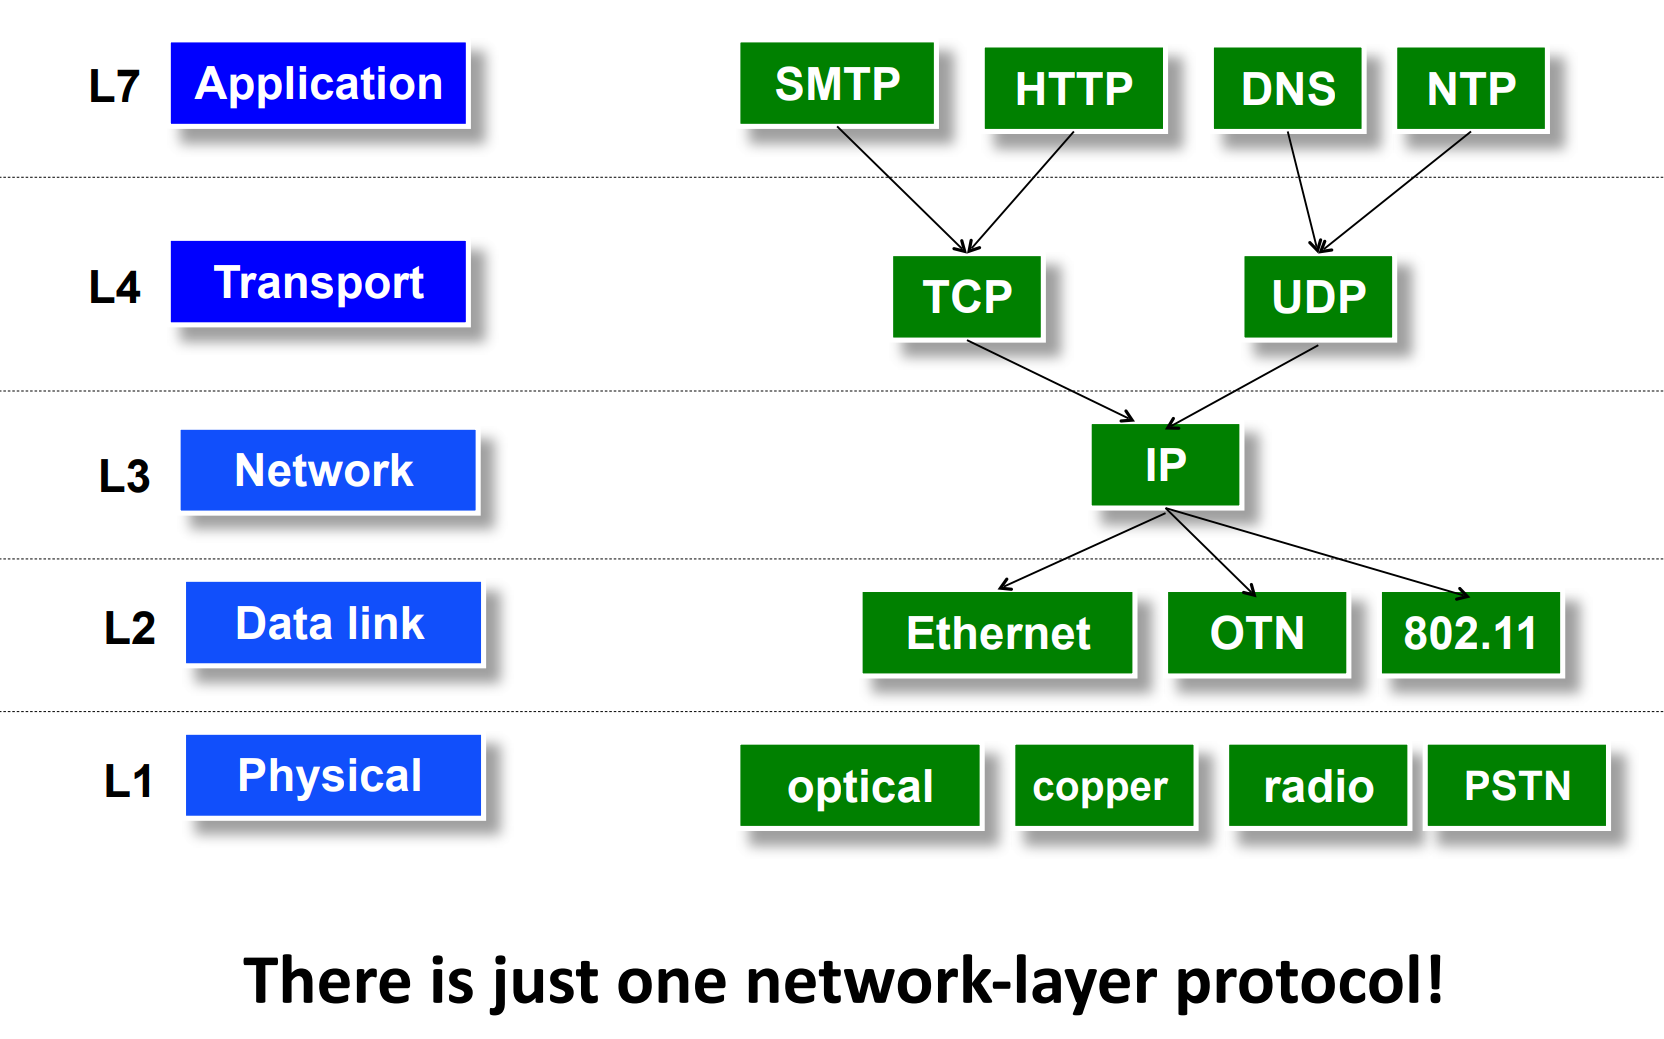 L7 Application SMTP HTTP DNS NTP
L4 Transport TCP UDP
L3 Network IP
L2 Data link Ethernet OTN 802.11
L1 Physical optical copper radio PSTN
There is just one network-layer protocol!